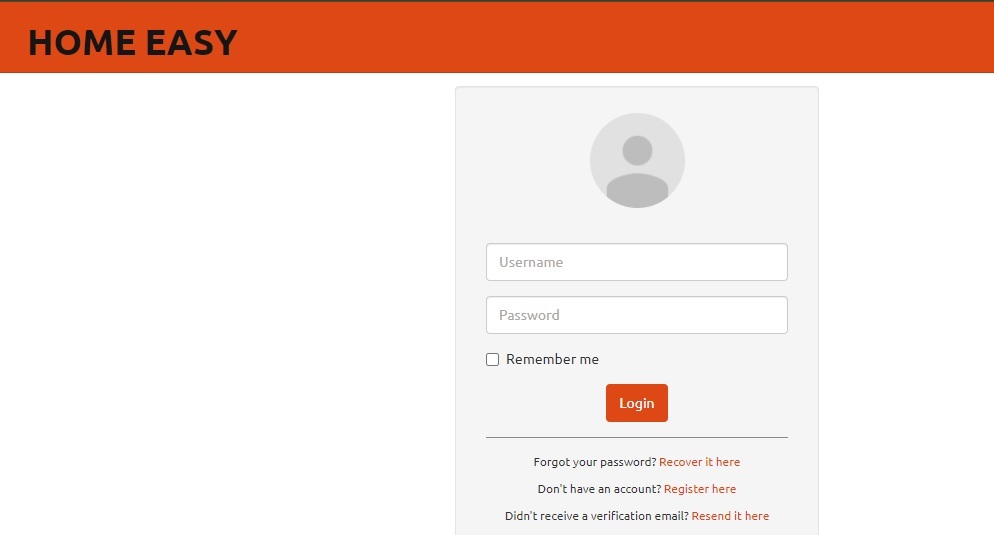 HOME EASY
Username
Password
Remember me
Login
Forgot your password? Recover it here
Don't have an account? Register here
Didn't receive a verification email? Resend it here